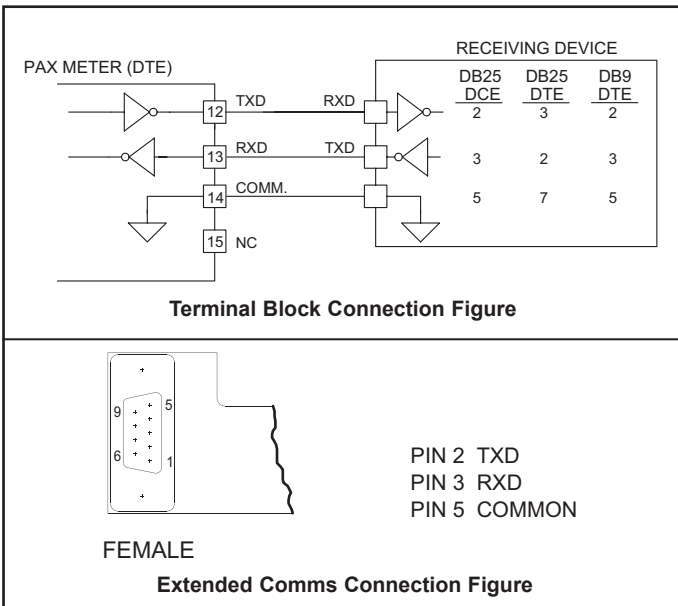 RECEIVING DEVICE
PAX METER (DTE)
DB25 DB25 DB9
DCE DTE DTE
12 TXD RXD 2 3 2
13 RXD TXD 3 2 3
14 COMM. 5 7 5
15 NC
Terminal Block Connection Figure
9 5
6 1
PIN 2 TXD
PIN 3 RXD
PIN 5 COMMON
FEMALE
Extended Comms Connection Figure